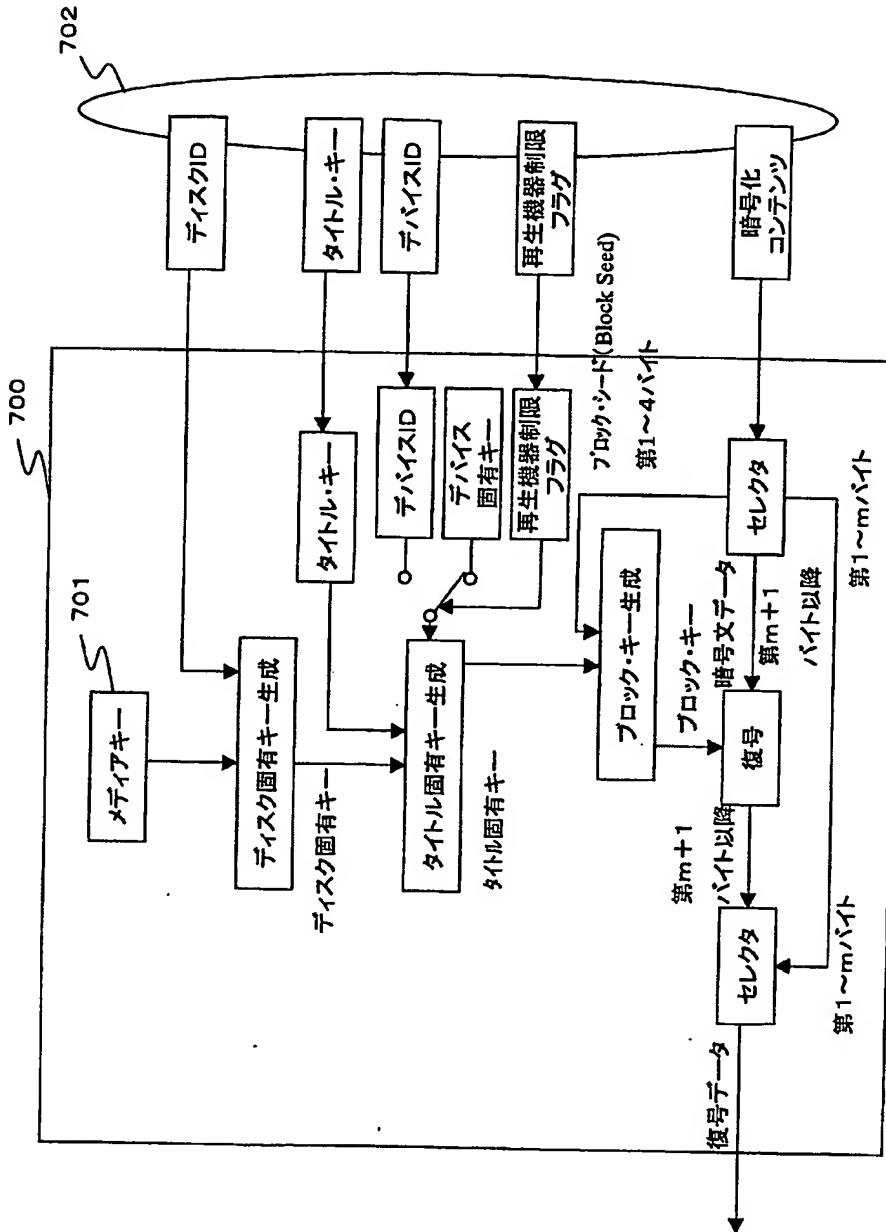 700
702
701
メディアキー
ディスクID
ディスク固有キー生成
ディスク固有キー
タイトル・キー
タイトル・キー
タイトル固有キー生成
タイトル固有キー
デバイスID
デバイスID
デバイス
固有キー
再生機器制限
フラグ
再生機器制限
フラグ
ブロック・シード(Block Seed)
第1～4バイト
ブロック・キー生成
ブロック・キー
暗号化
コンテンツ
セレクタ
暗号文データ
第m+1
バイト以降
第1～mバイト
復号
第m+1
バイト以降
セレクタ
第1～mバイト
復号データ